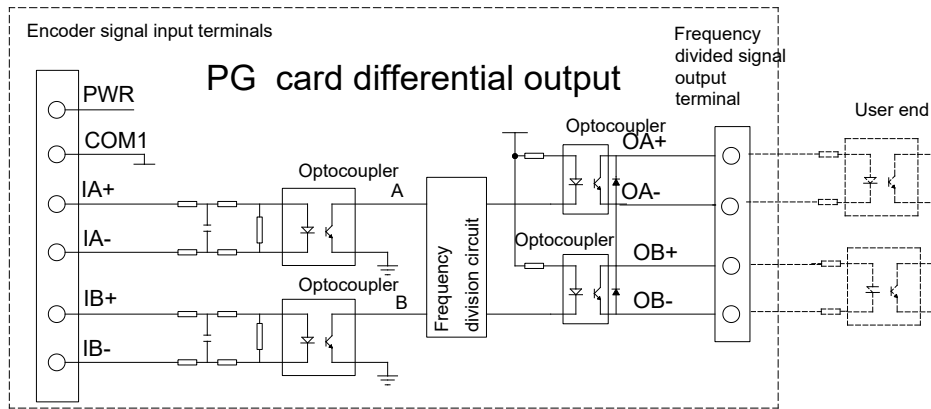 Encoder signal input terminals
PG card differential output
Frequency
divided signal
output
terminal
User end
PWR
COM1
IA+
IA-
IB+
IB-
Optocoupler
A
Optocoupler
B
Frequency
division circuit
Optocoupler
OA+
OA-
Optocoupler
OB+
OB-